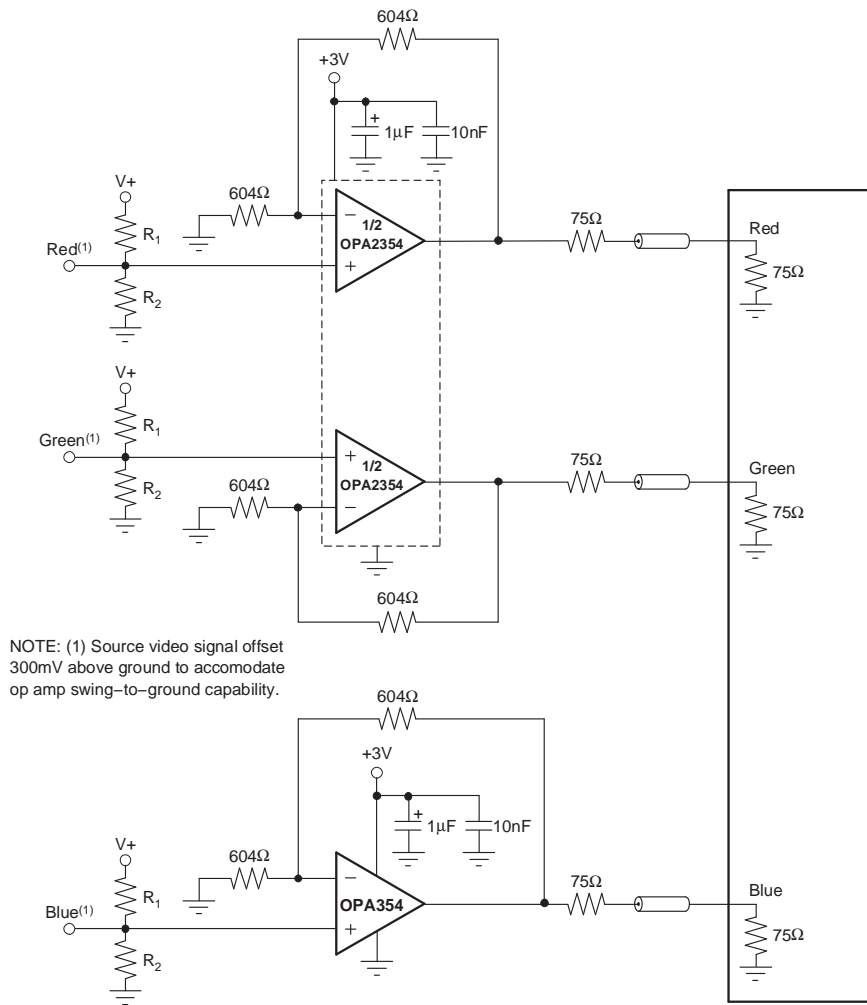 604Ω
+3V
+
1μF
10nF
V+
604Ω
R1
Red(1)
R2
−
1/2
OPA2354
+
75Ω
Red
75Ω
V+
R1
Green(1)
R2
+
1/2
OPA2354
−
604Ω
75Ω
Green
75Ω
604Ω
NOTE: (1) Source video signal offset
300mV above ground to accomodate
op amp swing−to−ground capability.
604Ω
+3V
+
1μF
10nF
V+
604Ω
R1
Blue(1)
R2
−
OPA354
+
75Ω
Blue
75Ω